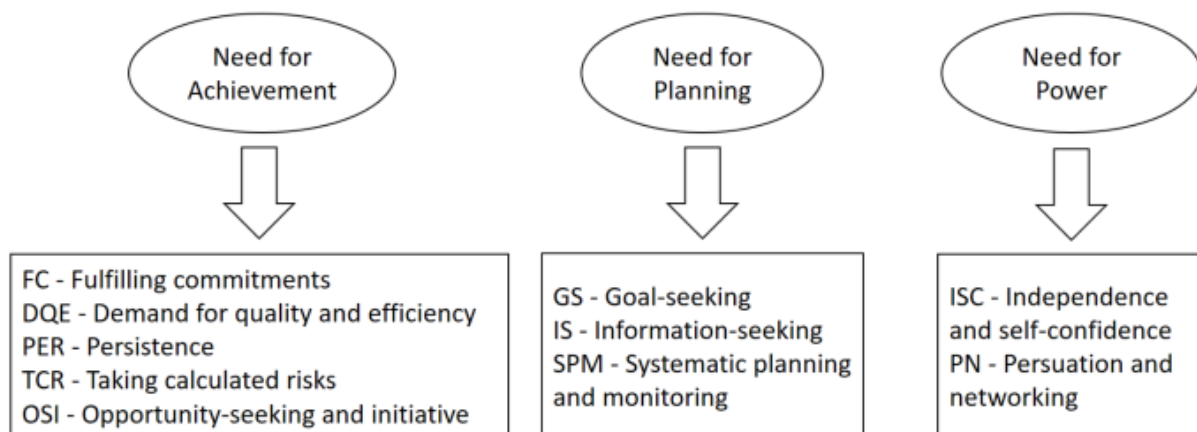 Need for
Achievement
Need for
Planning
Need for
Power
FC - Fulfilling commitments
DQE - Demand for quality and efficiency
PER - Persistence
TCR - Taking calculated risks
OSI - Opportunity-seeking and initiative
GS - Goal-seeking
IS - Information-seeking
SPM - Systematic planning
and monitoring
ISC - Independence
and self-confidence
PN - Persuation and
networking